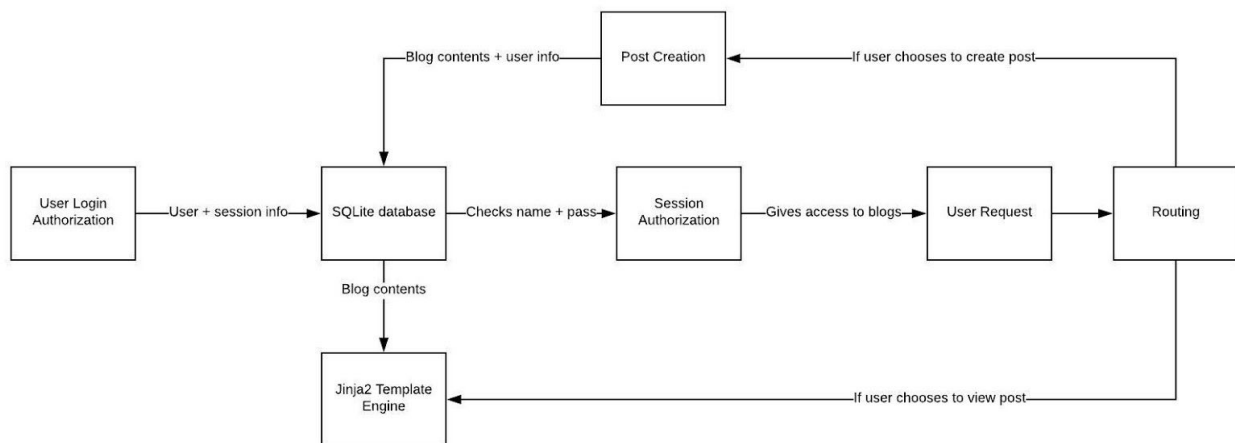 Blog contents + user info
Post Creation
If user chooses to create post
User Login
Authorization
User + session info
SQLite database
Checks name + pass
Session
Authorization
Gives access to blogs
User Request
Routing
Blog contents
Jinja2 Template
Engine
If user chooses to view post